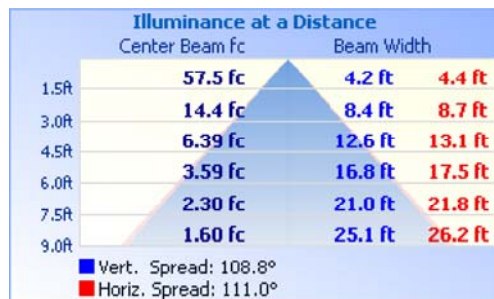 Illuminance at a Distance
Center Beam fc Beam Width
1.5ft 57.5 fc 4.2 ft 4.4 ft
3.0ft 14.4 fc 8.4 ft 8.7 ft
4.5ft 6.39 fc 12.6 ft 13.1 ft
6.0ft 3.59 fc 16.8 ft 17.5 ft
7.5ft 2.30 fc 21.0 ft 21.8 ft
9.0ft 1.60 fc 25.1 ft 26.2 ft
Vert. Spread: 108.8°
Horiz. Spread: 111.0°